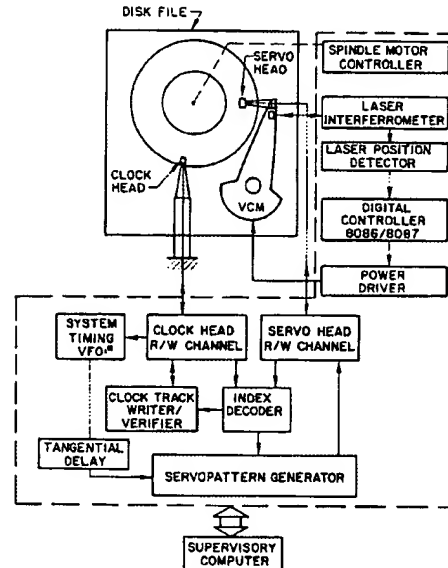 DISK FILE
SERVO
HEAD
SPINDLE MOTOR
CONTROLLER
LASER
INTERFERROMETER
CLOCK
HEAD
VCM
LASER POSITION
DETECTOR
DIGITAL
CONTROLLER
8086/8087
POWER
DRIVER
SYSTEM
TIMING
CLOCK HEAD
R/W CHANNEL
SERVO HEAD
R/W CHANNEL
CLOCK TRACK
WRITER/
VERIFIER
INDEX
DECODER
TANGENTIAL
DELAY
SERVOPATTERN GENERATOR
SUPERVISORY
COMPUTER